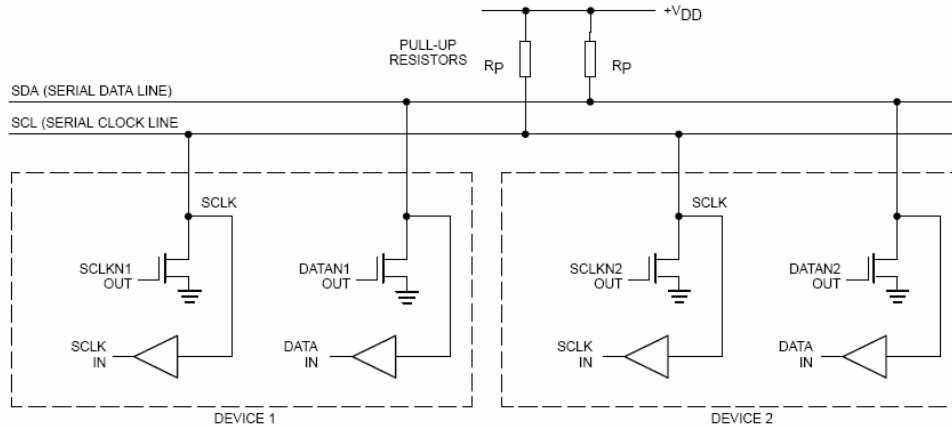 +VDD
PULL-UP
RESISTORS
RP
RP
SDA (SERIAL DATA LINE)
SCL (SERIAL CLOCK LINE
SCLK
SCLK
SCLKN1
OUT
DATAN1
OUT
SCLKN2
OUT
DATAN2
OUT
SCLK
IN
DATA
IN
SCLK
IN
DATA
IN
DEVICE 1
DEVICE 2